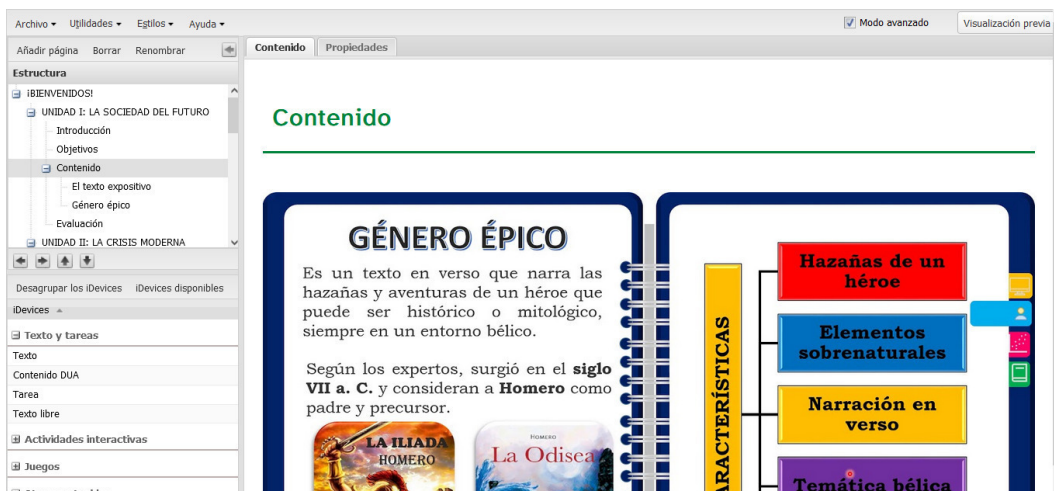 Archivo Utilidades Estilos Ayuda
Modo avanzado
Visualización previa
Añadir página Borrar Renombrar
Estructura
¡BIENVENIDOS!
UNIDAD I: LA SOCIEDAD DEL FUTURO
Introducción
Objetivos
Contenido
El texto expositivo
Género épico
Evaluación
UNIDAD II: LA CRISIS MODERNA
Desagrupar los iDevices iDevices disponibles
iDevices
Texto y tareas
Texto
Contenido DUA
Tarea
Texto libre
Actividades interactivas
Juegos
Contenido Propiedades
Contenido
GÉNERO ÉPICO
Es un texto en verso que narra las
hazañas y aventuras de un héroe que
puede ser histórico o mitológico,
siempre en un entorno bélico.
Según los expertos, surgió en el siglo
VII a. C. y consideran a Homero como
padre y precursor.
LA ILIADA
HOMERO
HOMERO
La Odisea
CARACTERÍSTICAS
Hazañas de un
héroe
Elementos
sobrenaturales
Narración en
verso
Temática bélica